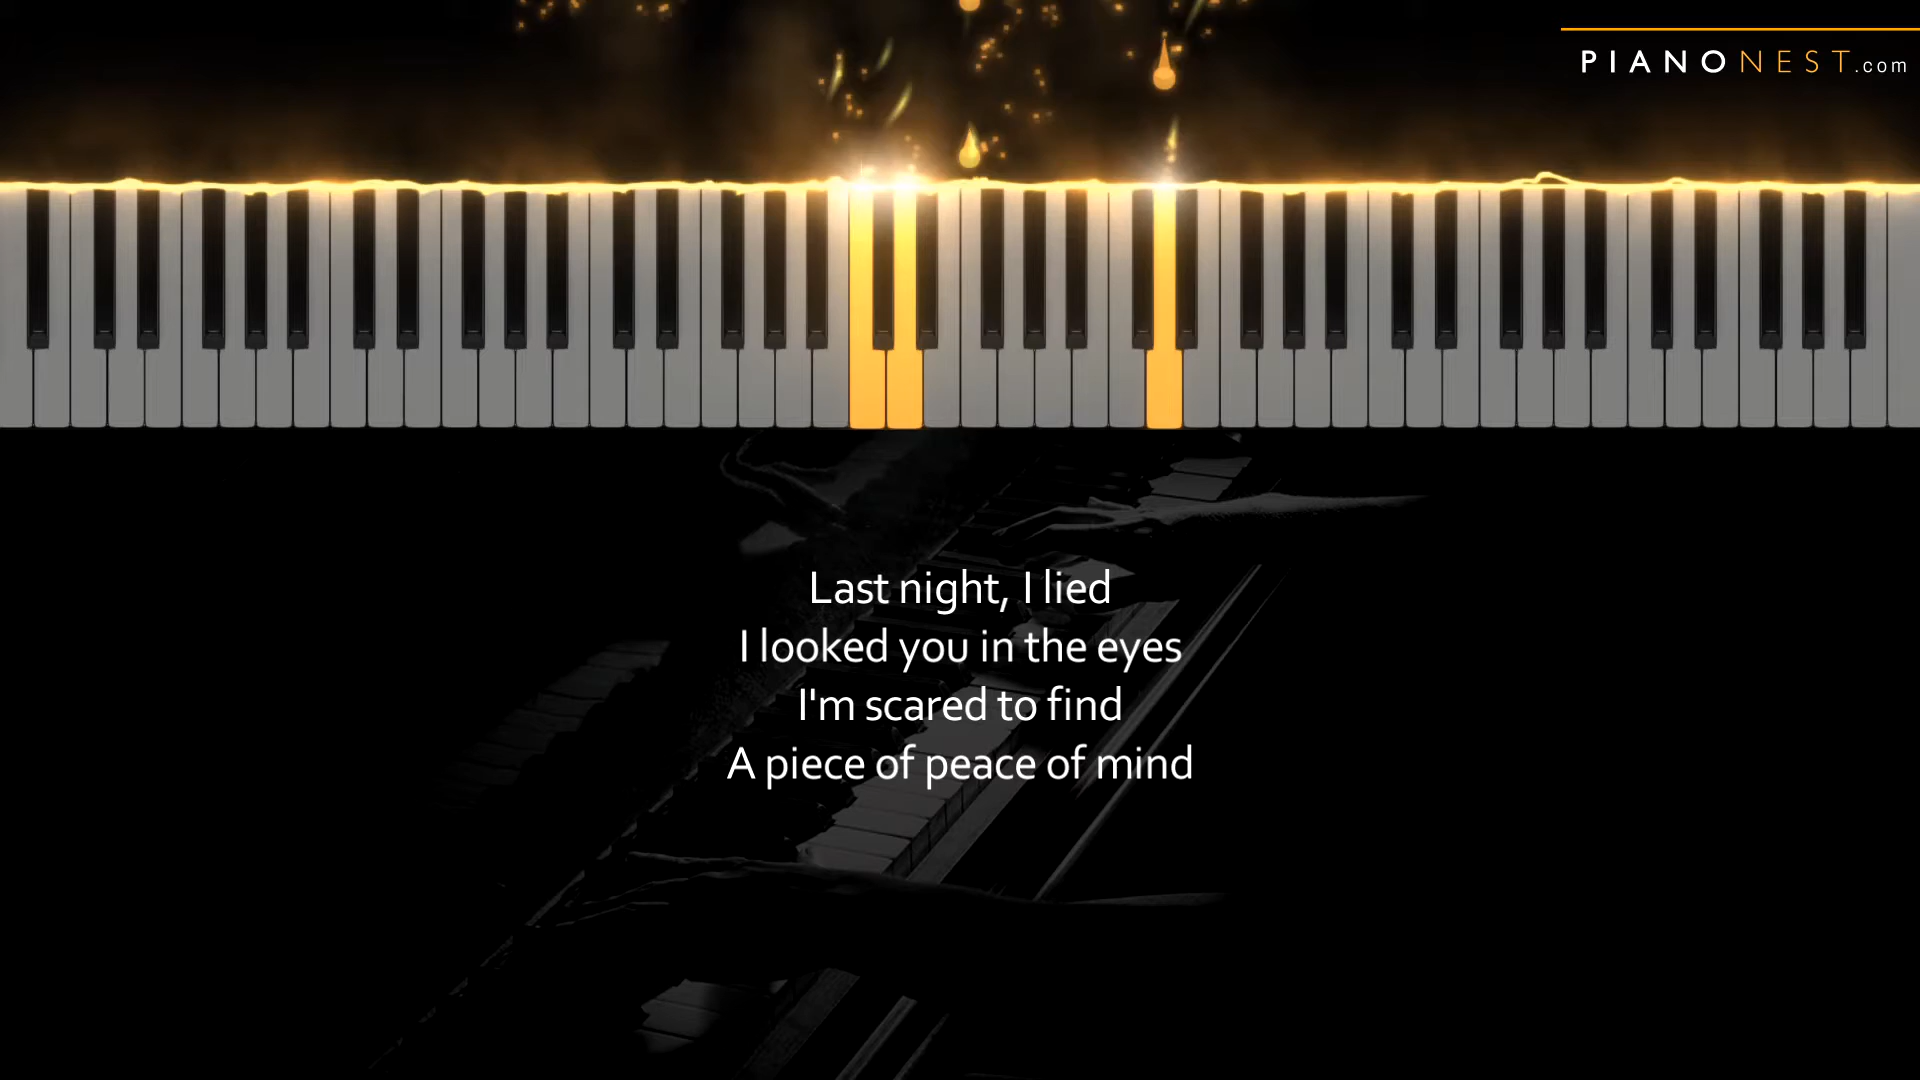 PIANONEST.com
Last night, I lied
I looked you in the eyes
I'm scared to find
A piece of peace of mind